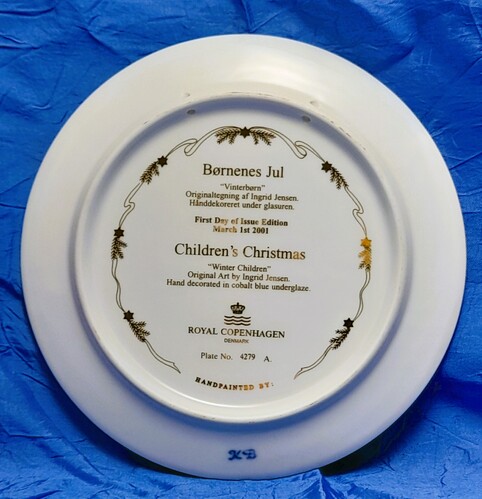 Børnenes Jul
"Vinterbørn"
Originaltegning af Ingrid Jensen.
Hånddekoreret under glasuren.
First Day of Issue Edition
March 1st 2001
Children's Christmas
"Winter Children"
Original Art by Ingrid Jensen.
Hand decorated in cobalt blue underglaze.
ROYAL COPENHAGEN
DENMARK
Plate No. 4279 A.
HANDPAINTED BY:
KB